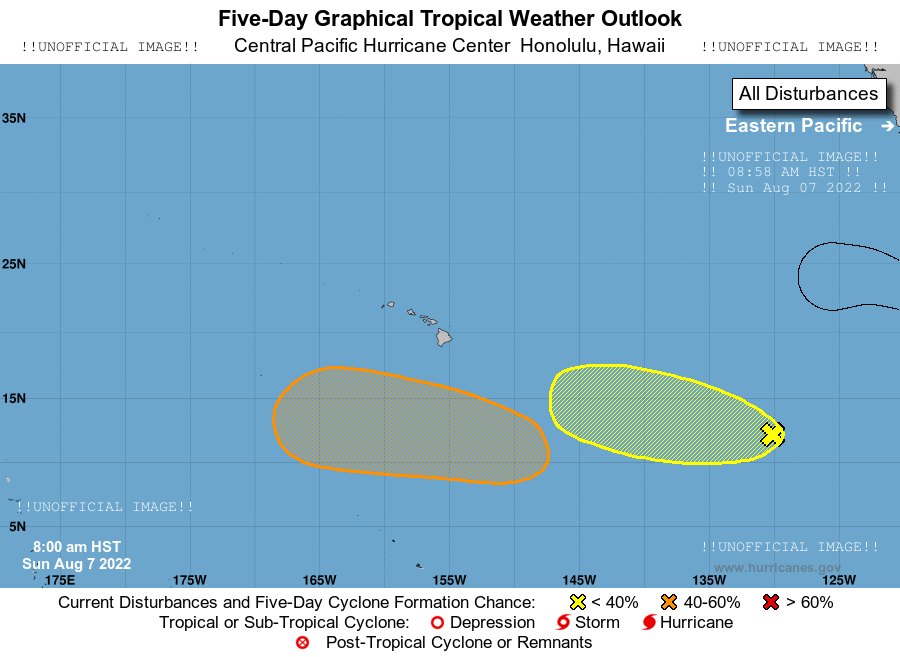 Five-Day Graphical Tropical Weather Outlook
!!UNOFFICIAL IMAGE!! Central Pacific Hurricane Center Honolulu, Hawaii !!UNOFFICIAL IMAGE!!
All Disturbances
35N
Eastern Pacific →
!!UNOFFICIAL IMAGE!!
!! 08:58 AM HST !!
!! Sun Aug 07 2022 !!
25N
15N
!!UNOFFICIAL IMAGE!!
5N
8:00 am HST
Sun Aug 7 2022
!!UNOFFICIAL IMAGE!!
www.hurricanes.gov
175E 175W 165W 155W 145W 135W 125W
Current Disturbances and Five-Day Cyclone Formation Chance: < 40% 40-60% > 60%
Tropical or Sub-Tropical Cyclone: Depression Storm Hurricane
Post-Tropical Cyclone or Remnants